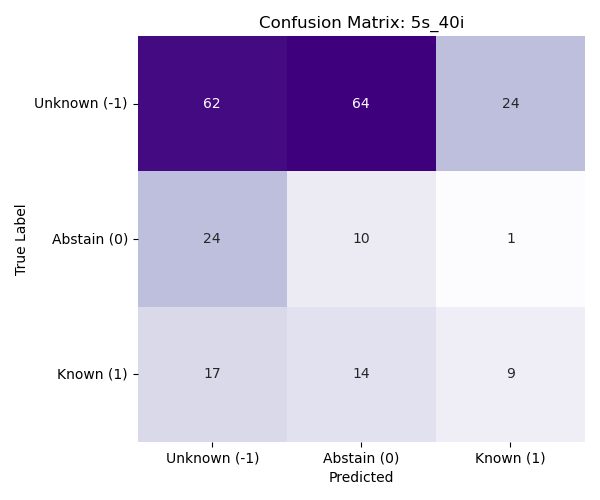 Confusion Matrix: 5s_40i
Unknown (-1) 62 64 24
Abstain (0) 24 10 1
Known (1) 17 14 9
True Label
Unknown (-1) Abstain (0) Known (1)
Predicted